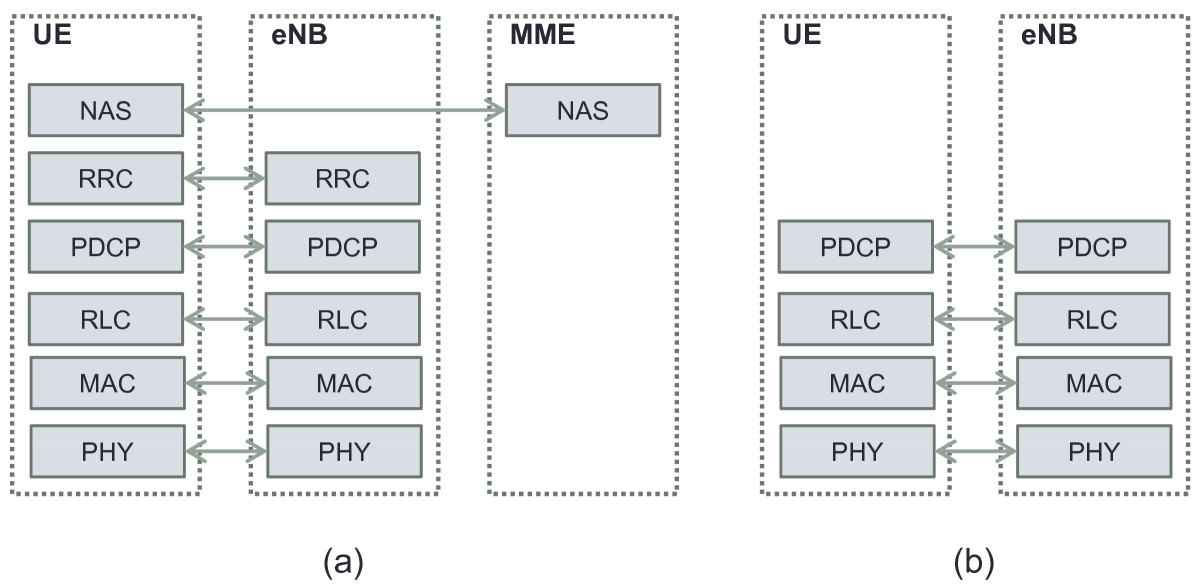 UE eNB MME UE eNB
NAS NAS
RRC RRC
PDCP PDCP PDCP PDCP
RLC RLC RLC RLC
MAC MAC MAC MAC
PHY PHY PHY PHY
(a) (b)